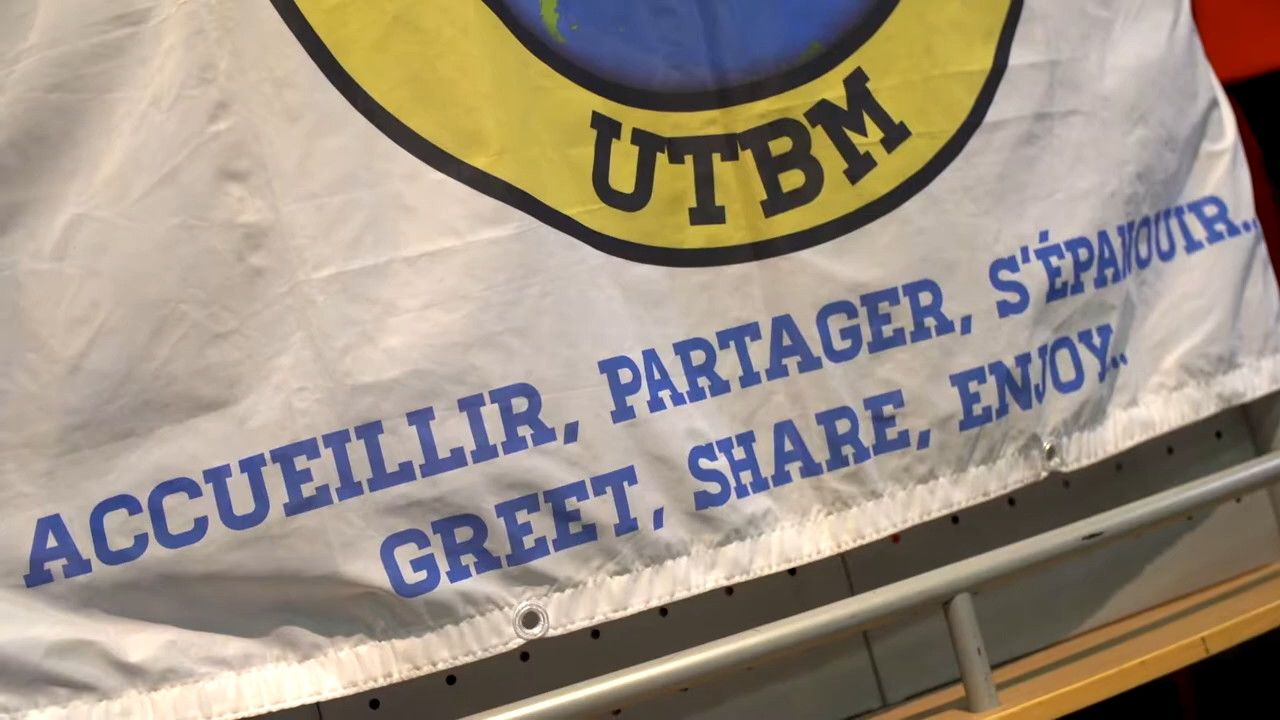 UTBM
ACCUEILLIR, PARTAGER, S'ÉPANOUIR..
GREET, SHARE, ENJOY..